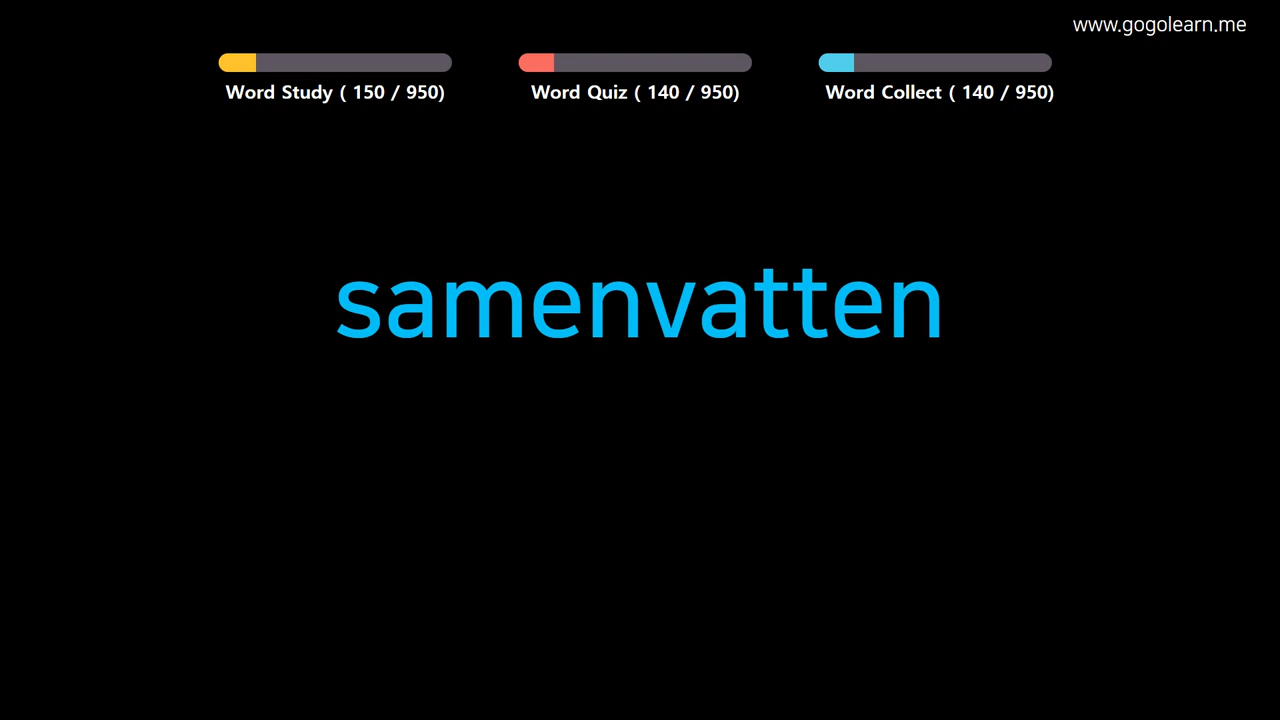 www.gogolearn.me
Word Study ( 150 / 950)
Word Quiz ( 140 / 950)
Word Collect ( 140 / 950)
samenvatten